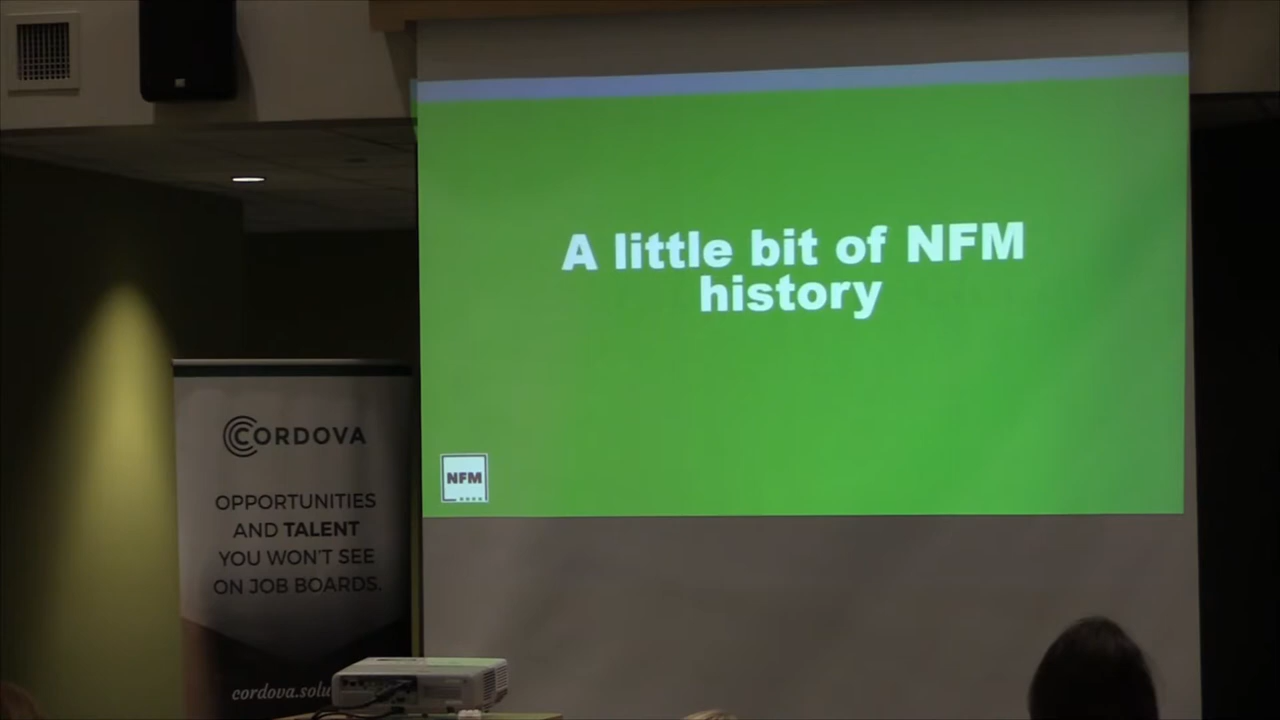 A little bit of NFM
history
NFM
CORDOVA
OPPORTUNITIES
AND TALENT
YOU WON'T SEE
ON JOB BOARDS.
cordova.solu